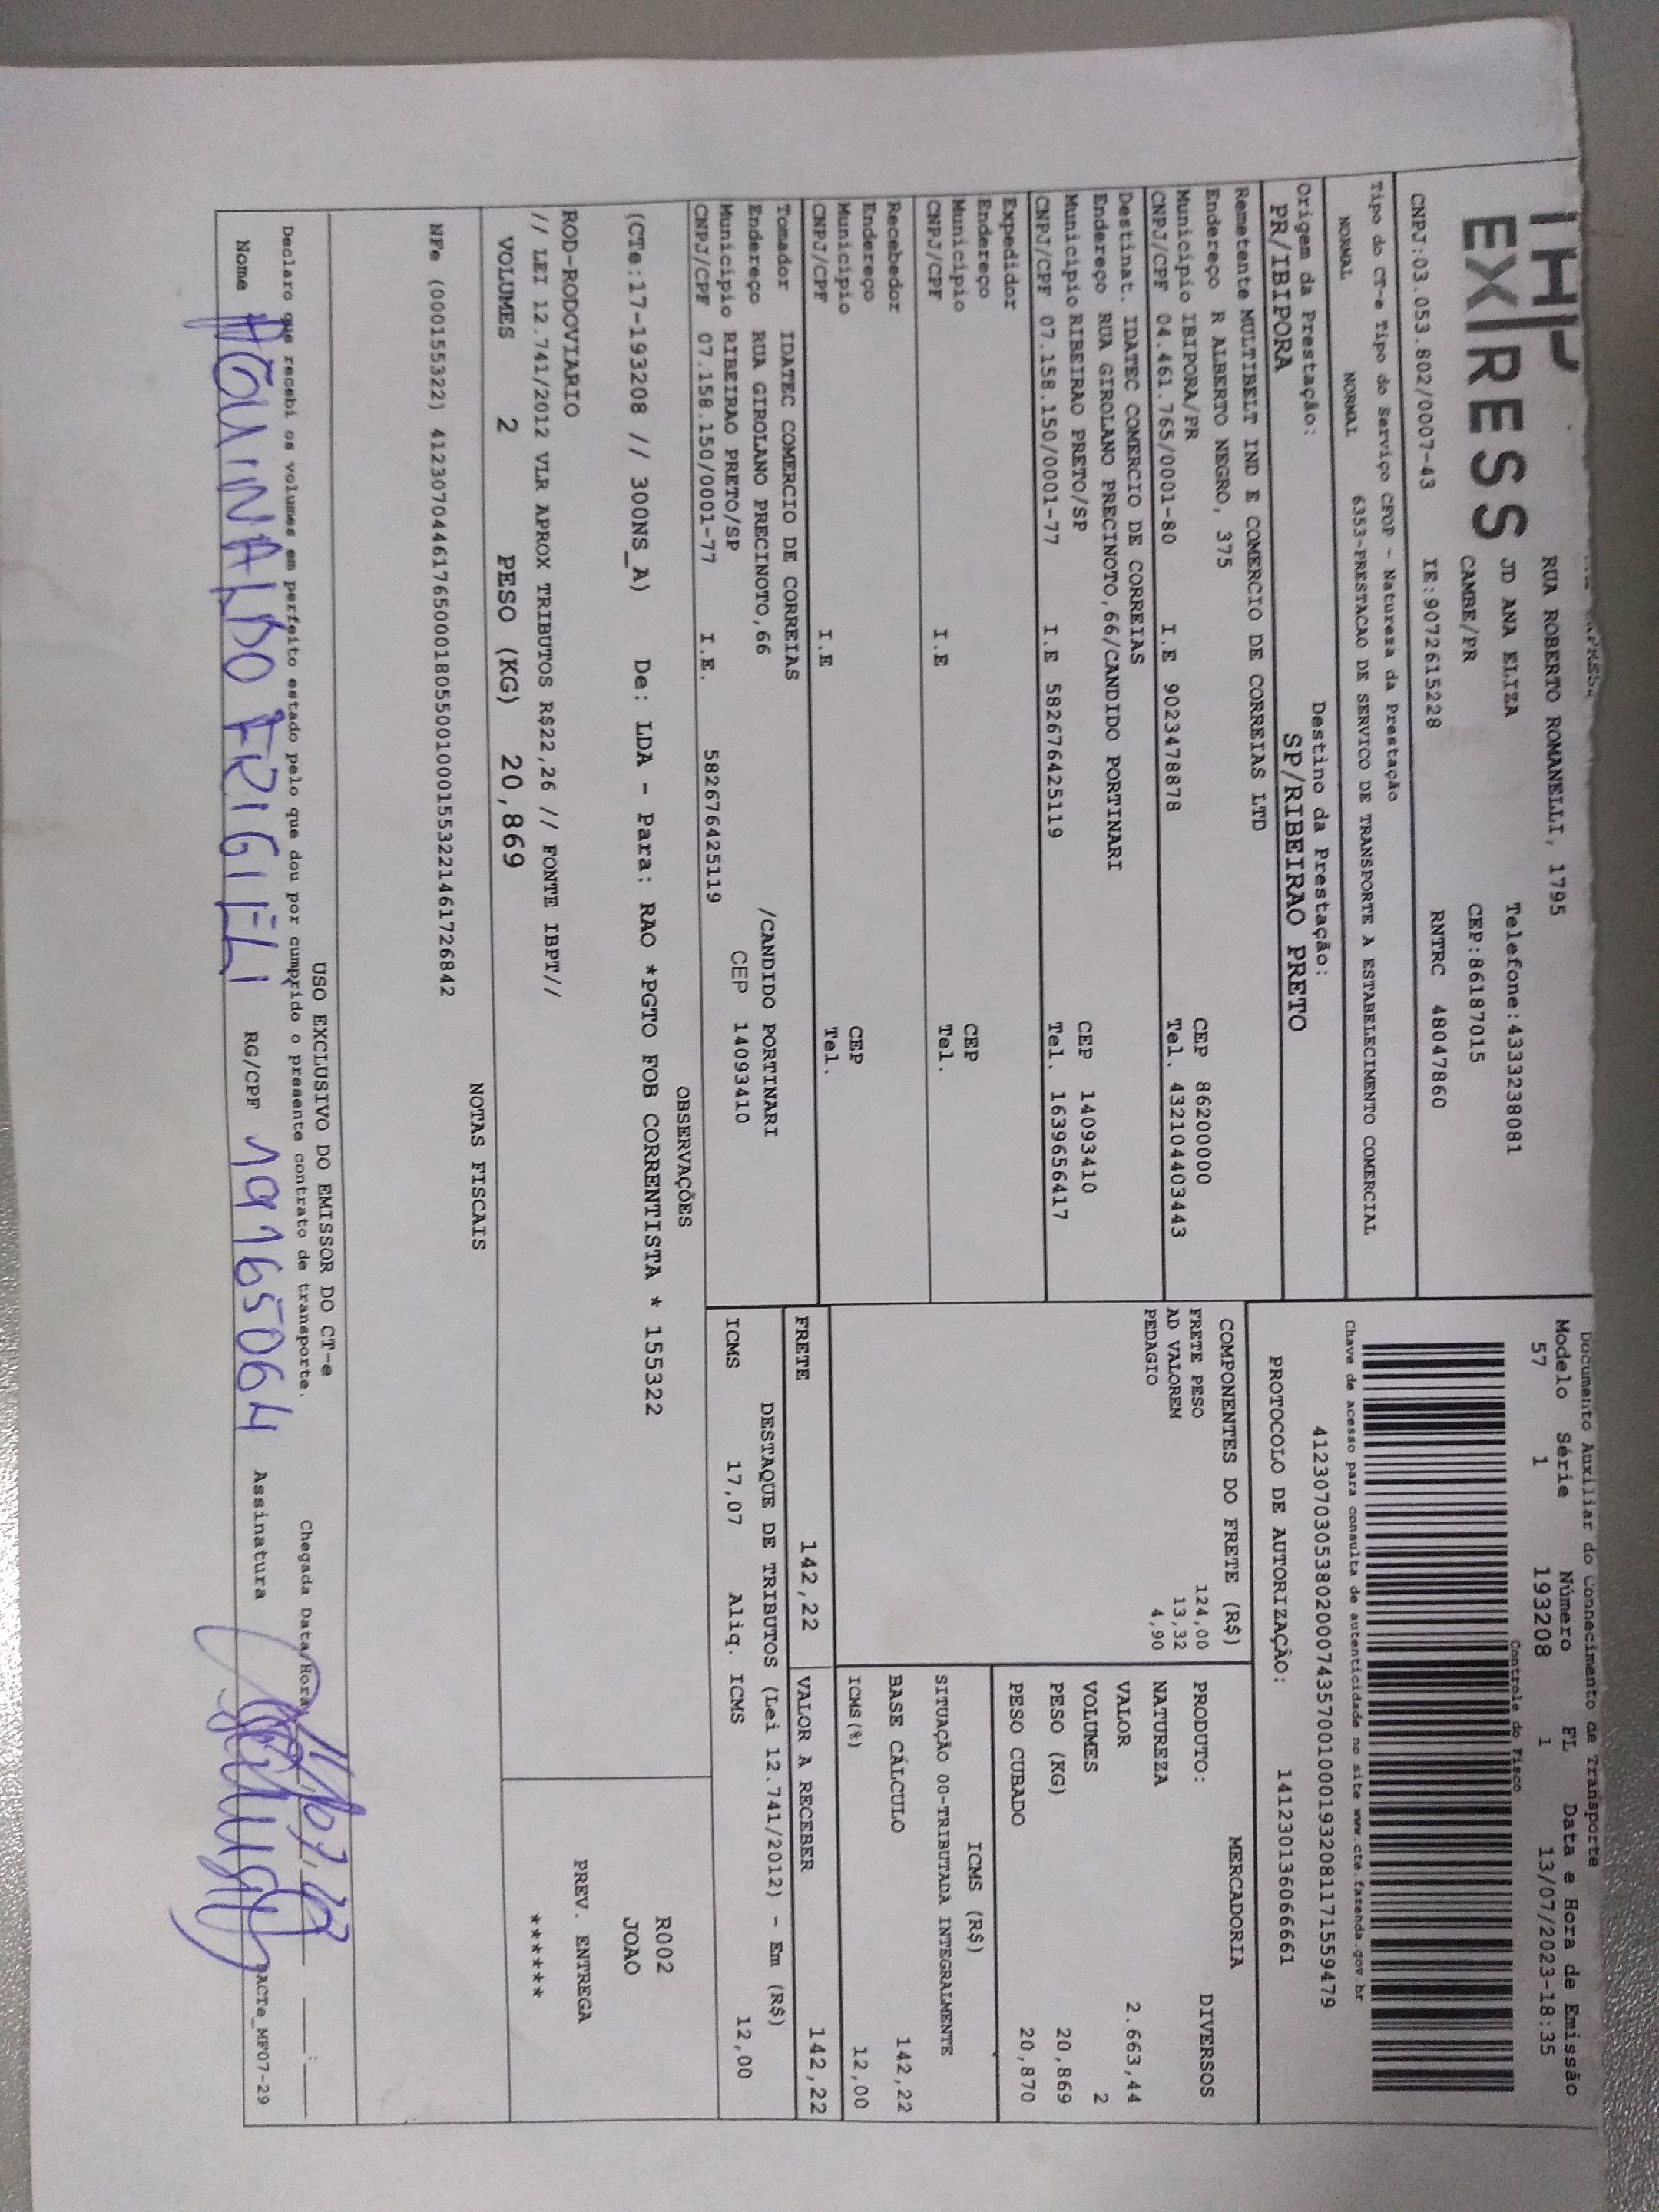 EXPRESS
RUA ROBERTO ROMANELLI, 1795
JD ANA ELIZA Telefone:4333238081
CAMBE/PR CEP:86187015
CNPJ:03.053.802/0007-43 IE:9072615228 RNTRC 48047860
Tipo do CT-e Tipo do Serviço CFOP - Natureza da Prestação
NORMAL NORMAL 6353-PRESTACAO DE SERVICO DE TRANSPORTE A ESTABELECIMENTO COMERCIAL
Origem da Prestação: Destino da Prestação:
PR/IBIPORA SP/RIBEIRAO PRETO
Documento Auxiliar do Conhecimento de Transporte
Modelo Série Número FL Data e Hora de Emissão
57 1 193208 1 13/07/2023-18:35
Controle do Fisco
Chave de acesso para consulta de autenticidade no site www.cte.fazenda.gov.br
41230703053802000743570010001932081171559479
PROTOCOLO DE AUTORIZAÇÃO: 141230136066661
Remetente MULTIBELT IND E COMERCIO DE CORREIAS LTD
Endereço R ALBERTO NEGRO, 375
Municipio IBIPORA/PR CEP 86200000
CNPJ/CPF 04.461.765/0001-80 I.E 9023478878 Tel. 432104403443
Destinat. IDATEC COMERCIO DE CORREIAS
Endereço RUA GIROLANO PRECINOTO,66/CANDIDO PORTINARI
Municipio RIBEIRAO PRETO/SP CEP 14093410
CNPJ/CPF 07.158.150/0001-77 I.E 582676425119 Tel. 1639656417
Expedidor
Endereço
Municipio CEP
CNPJ/CPF I.E Tel.
Recebedor
Endereço
Municipio CEP
CNPJ/CPF I.E Tel.
Tomador IDATEC COMERCIO DE CORREIAS
Endereço RUA GIROLANO PRECINOTO,66 /CANDIDO PORTINARI
Municipio RIBEIRAO PRETO/SP CEP 14093410
CNPJ/CPF 07.158.150/0001-77 I.E. 582676425119
COMPONENTES DO FRETE (R$)
FRETE PESO 124,00
AD VALOREM 13,32
PEDAGIO 4,90
MERCADORIA
PRODUTO: DIVERSOS
NATUREZA
VALOR 2.663,44
VOLUMES 2
PESO (KG) 20,869
PESO CUBADO 20,870
ICMS (R$)
SITUAÇÃO 00-TRIBUTADA INTEGRALMENTE
BASE CÁLCULO 142,22
ICMS(%) 12,00
FRETE 142,22 VALOR A RECEBER 142,22
DESTAQUE DE TRIBUTOS (Lei 12.741/2012) - Em (R$)
ICMS 17,07 Aliq. ICMS 12,00
OBSERVAÇÕES
(CTe:17-193208 // 300NS_A) De: LDA - Para: RAO *PGTO FOB CORRENTISTA * 155322
R002
JOAO
ROD-RODOVIARIO
// LEI 12.741/2012 VLR APROX TRIBUTOS R$22,26 // FONTE IBPT//
VOLUMES 2 PESO (KG) 20,869
PREV. ENTREGA
******
NOTAS FISCAIS
NFe (000155322) 41230704461765000180550010001553221461726842
USO EXCLUSIVO DO EMISSOR DO CT-e
Declaro que recebi os volumes em perfeito estado pelo que dou por cumprido o presente contrato de transporte. Chegada Data/Hora
Nome AGUINALDO FRIGIELI RG/CPF 199165064 Assinatura
DACTe_MF07-29